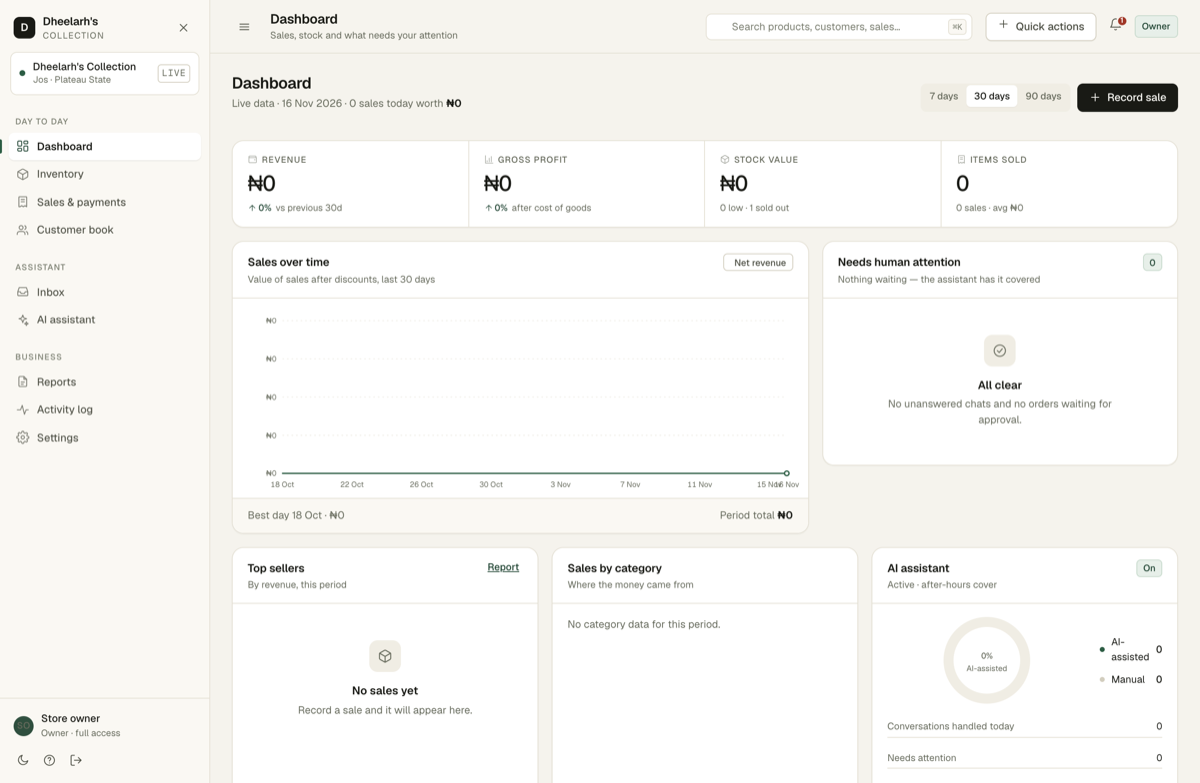 D
Dheelarh's
COLLECTION
Dheelarh's Collection
Jos · Plateau State
LIVE
DAY TO DAY
Dashboard
Inventory
Sales & payments
Customer book
ASSISTANT
Inbox
AI assistant
BUSINESS
Reports
Activity log
Settings
SO
Store owner
Owner · full access
Dashboard
Sales, stock and what needs your attention
Search products, customers, sales...
⌘K
Quick actions
1
Owner
Dashboard
Live data · 16 Nov 2026 · 0 sales today worth ₦0
7 days
30 days
90 days
Record sale
REVENUE
₦0
↑ 0% vs previous 30d
GROSS PROFIT
₦0
↑ 0% after cost of goods
STOCK VALUE
₦0
0 low · 1 sold out
ITEMS SOLD
0
0 sales · avg ₦0
Sales over time
Value of sales after discounts, last 30 days
Net revenue
₦0
₦0
₦0
₦0
₦0
18 Oct
22 Oct
26 Oct
30 Oct
3 Nov
7 Nov
11 Nov
15 Nov
16 Nov
Best day 18 Oct · ₦0
Period total ₦0
Needs human attention
0
Nothing waiting — the assistant has it covered
All clear
No unanswered chats and no orders waiting for
approval.
Top sellers
Report
By revenue, this period
No sales yet
Record a sale and it will appear here.
Sales by category
Where the money came from
No category data for this period.
AI assistant
On
Active · after-hours cover
0%
AI-assisted
AI-
assisted
0
Manual 0
Conversations handled today 0
Needs attention 0